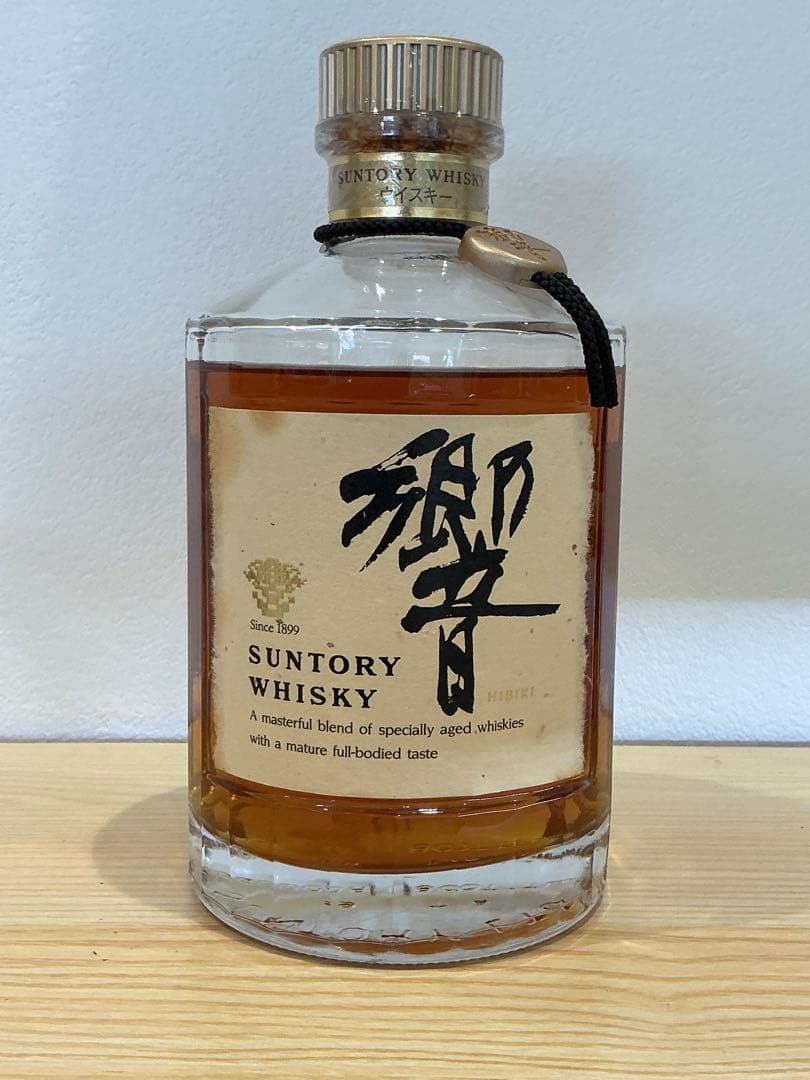 SUNTORY WHISKY
ウイスキー
響
Since 1899
SUNTORY
WHISKY
HIBIKI
A masterful blend of specially aged whiskies
with a mature full-bodied taste